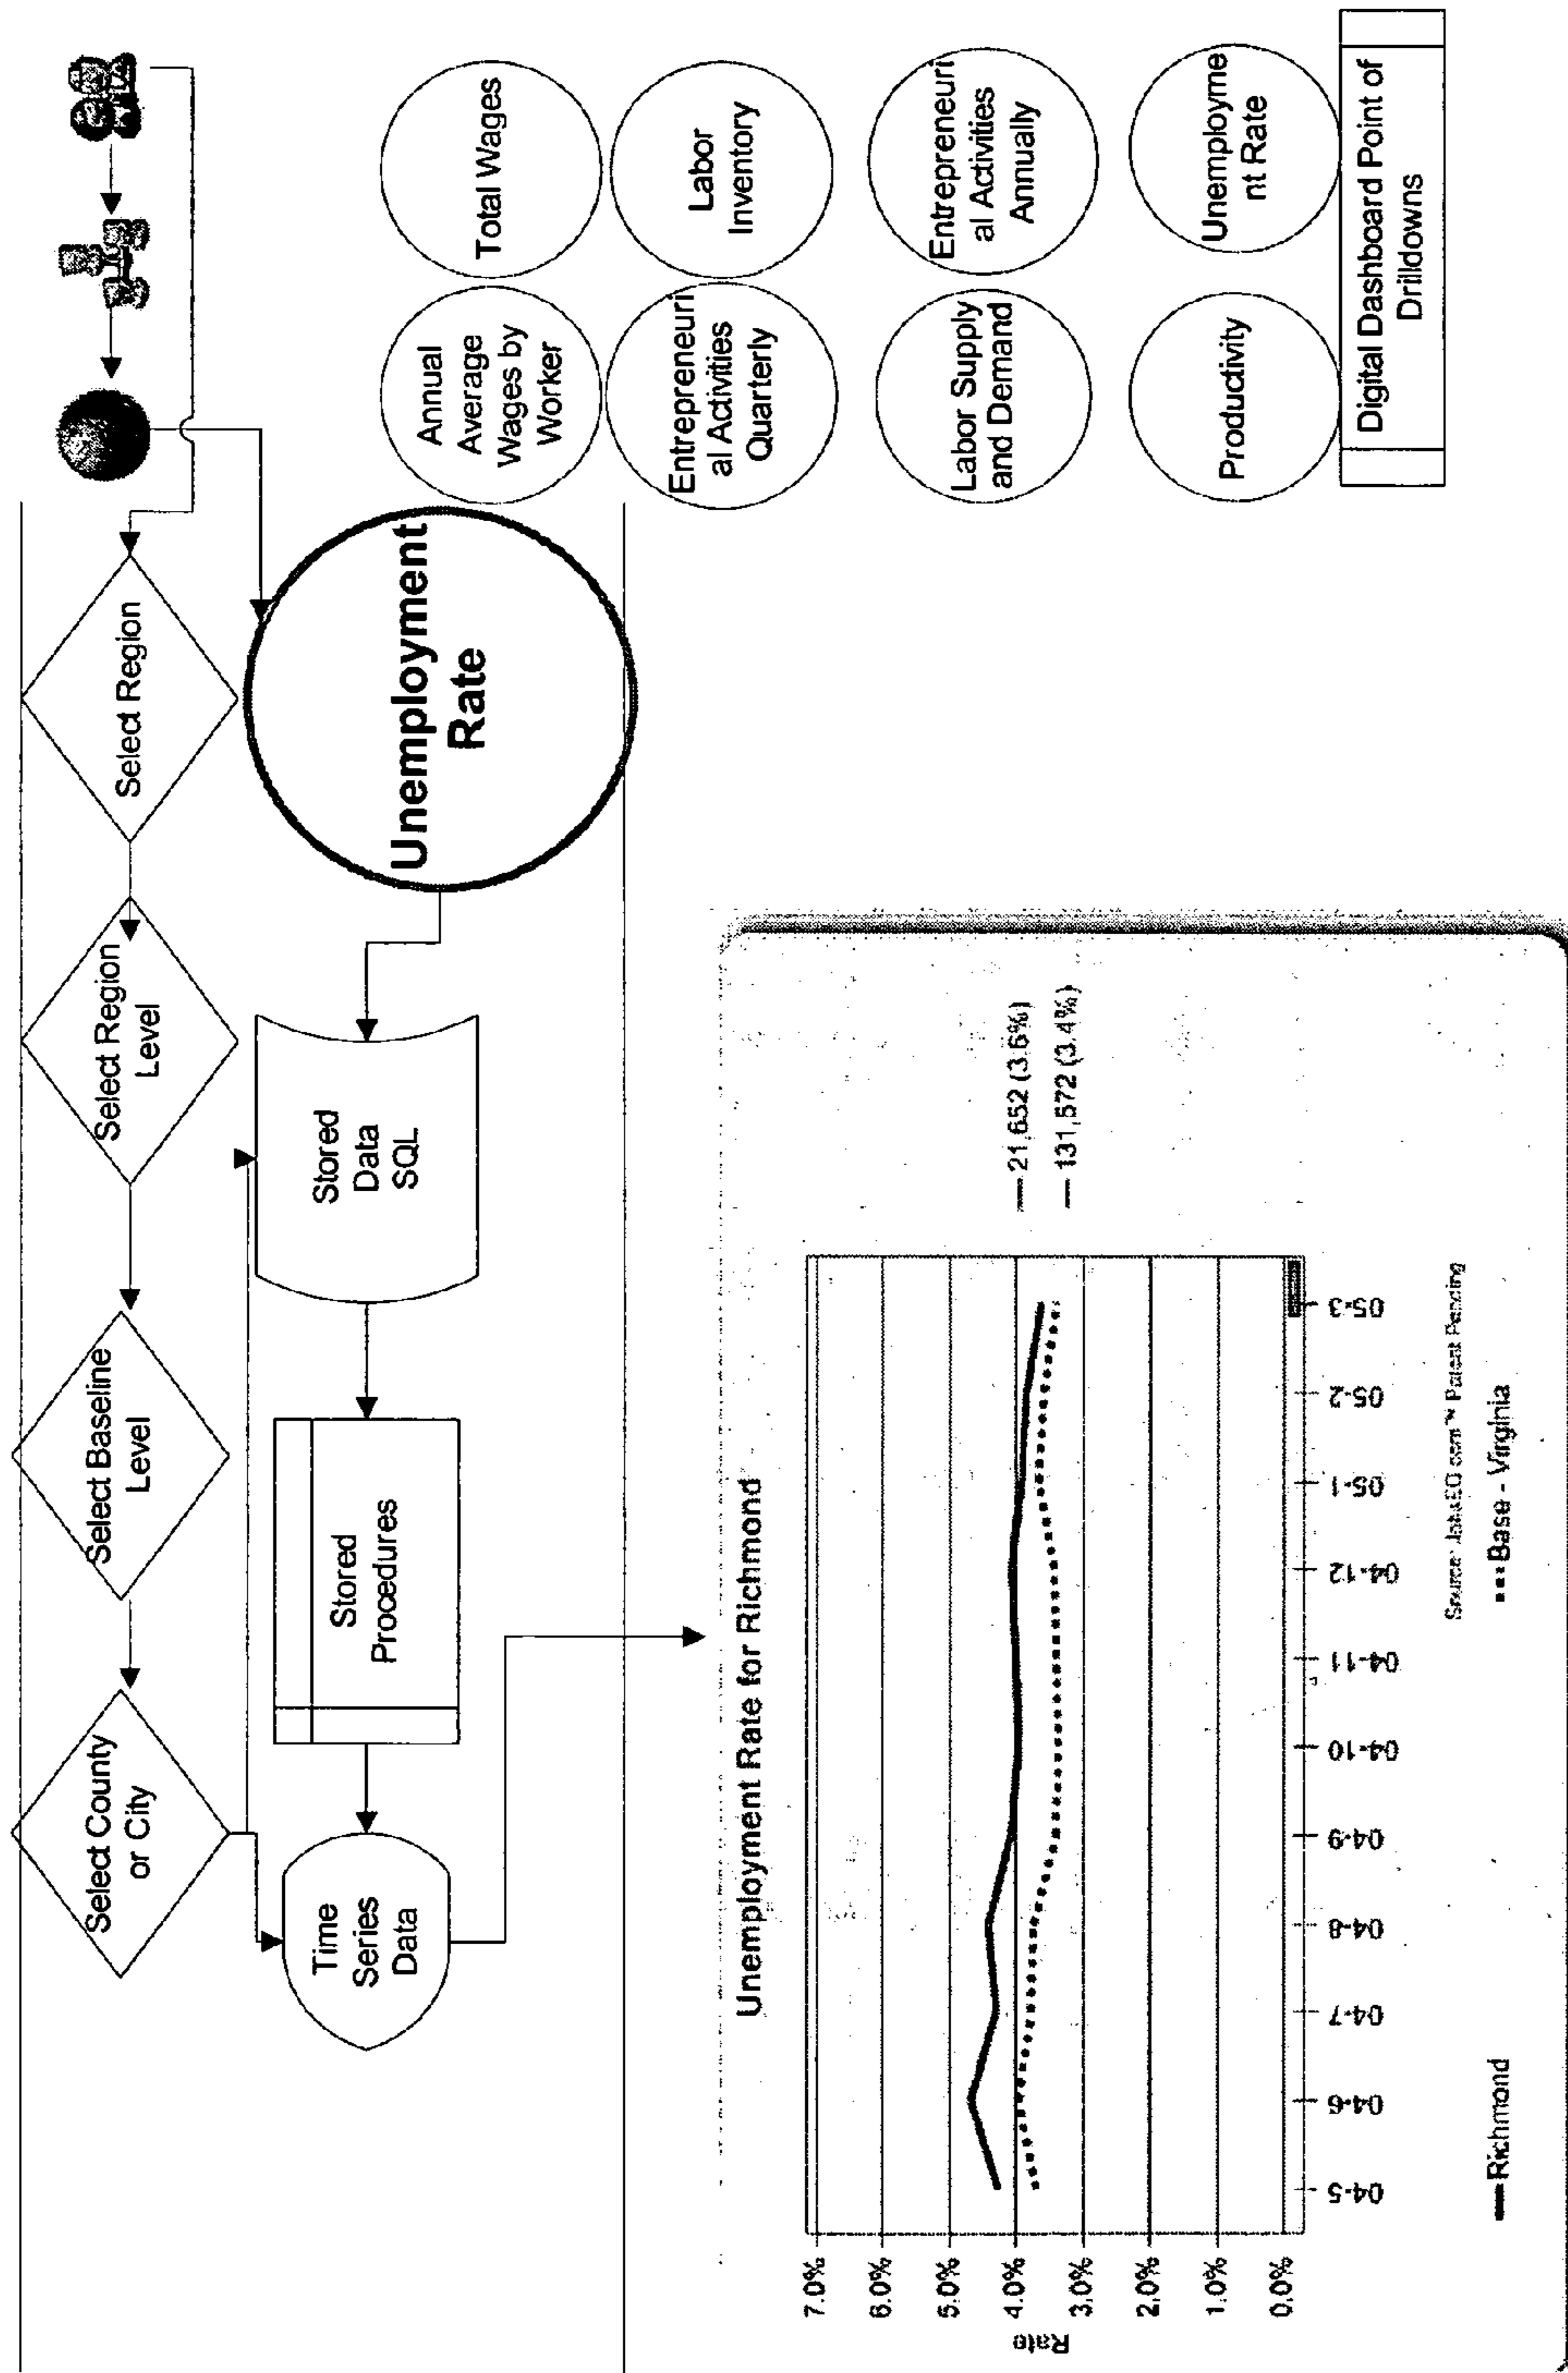 Select County
or City
Select Baseline
Level
Select Region
Level
Select Region
Time
Series
Data
Stored
Procedures
Stored
Data
SQL
Unemployment
Rate
Annual
Average
Wages by
Worker
Total Wages
Entrepreneuri
al Activities
Quarterly
Labor
Inventory
Labor Supply
and Demand
Entrepreneuri
al Activities
Annually
Productivity
Unemployme
nt Rate
Digital Dashboard Point of
Drilldowns
Unemployment Rate for Richmond
7.0%
6.0%
5.0%
4.0%
3.0%
2.0%
1.0%
0.0%
Rate
21,652 (3.6%)
131,572 (3.4%)
04-5
04-6
04-7
04-8
04-9
04-10
04-11
04-12
05-1
05-2
05-3
Patent Pending
Richmond
Base - Virginia